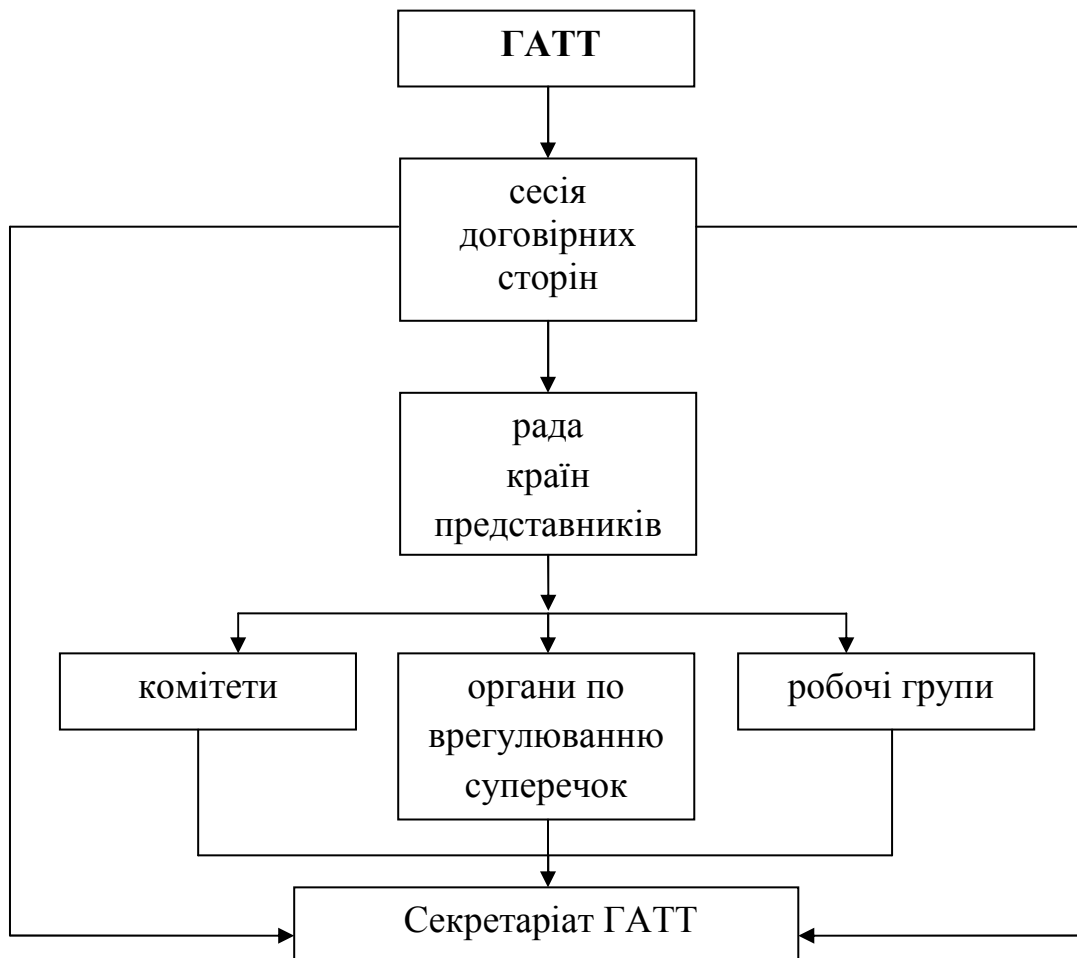 ГАТТ
сесія
договірних
сторін
рада
країн
представників
комітети
органи по
врегулюванню
суперечок
робочі групи
Секретаріат ГАТТ